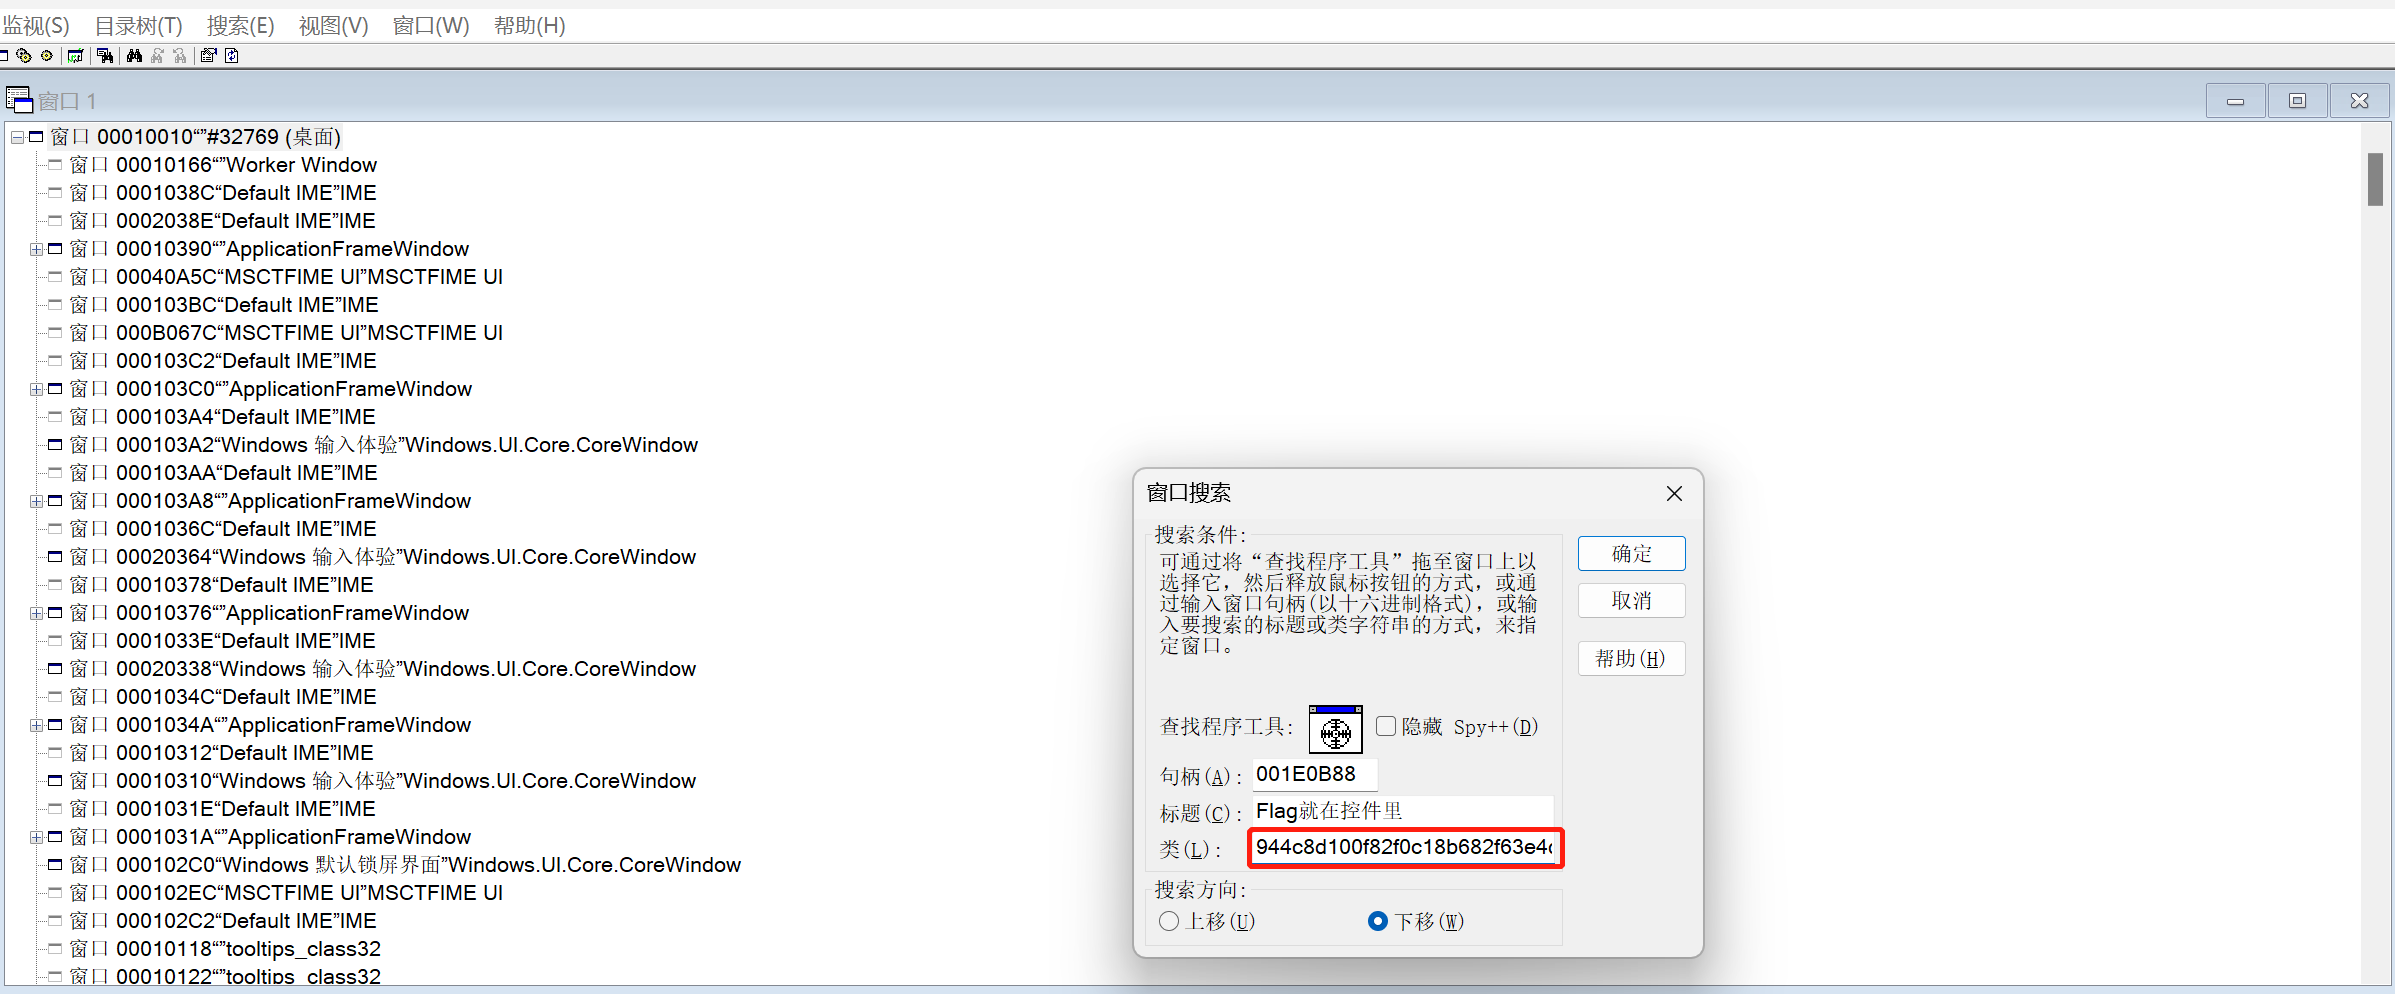 监视(S) 目录树(T) 搜索(E) 视图(V) 窗口(W) 帮助(H)
窗口 1
窗口 00010010“”#32769 (桌面)
窗口 00010166“”Worker Window
窗口 0001038C“Default IME”IME
窗口 0002038E“Default IME”IME
窗口 00010390“”ApplicationFrameWindow
窗口 00040A5C“MSCTFIME UI”MSCTFIME UI
窗口 000103BC“Default IME”IME
窗口 000B067C“MSCTFIME UI”MSCTFIME UI
窗口 000103C2“Default IME”IME
窗口 000103C0“”ApplicationFrameWindow
窗口 000103A4“Default IME”IME
窗口 000103A2“Windows 输入体验”Windows.UI.Core.CoreWindow
窗口 000103AA“Default IME”IME
窗口 000103A8“”ApplicationFrameWindow
窗口 0001036C“Default IME”IME
窗口 00020364“Windows 输入体验”Windows.UI.Core.CoreWindow
窗口 00010378“Default IME”IME
窗口 00010376“”ApplicationFrameWindow
窗口 0001033E“Default IME”IME
窗口 00020338“Windows 输入体验”Windows.UI.Core.CoreWindow
窗口 0001034C“Default IME”IME
窗口 0001034A“”ApplicationFrameWindow
窗口 00010312“Default IME”IME
窗口 00010310“Windows 输入体验”Windows.UI.Core.CoreWindow
窗口 0001031E“Default IME”IME
窗口 0001031A“”ApplicationFrameWindow
窗口 000102C0“Windows 默认锁屏界面”Windows.UI.Core.CoreWindow
窗口 000102EC“MSCTFIME UI”MSCTFIME UI
窗口 000102C2“Default IME”IME
窗口 00010118“”tooltips_class32
窗口 00010122“”tooltips_class32
窗口搜索
搜索条件:
可通过将“查找程序工具”拖至窗口上以
选择它，然后释放鼠标按钮的方式，或通
过输入窗口句柄(以十六进制格式)，或输
入要搜索的标题或类字符串的方式，来指
定窗口。
确定
取消
帮助(H)
查找程序工具: 隐藏 Spy++(D)
句柄(A): 001E0B88
标题(C): Flag就在控件里
类(L): 944c8d100f82f0c18b682f63e4
搜索方向:
上移(U) 下移(W)